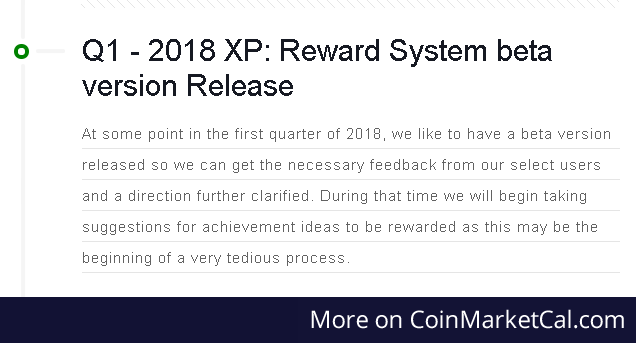 Q1 - 2018 XP: Reward System beta
version Release
At some point in the first quarter of 2018, we like to have a beta version
released so we can get the necessary feedback from our select users
and a direction further clarified. During that time we will begin taking
suggestions for achievement ideas to be rewarded as this may be the
beginning of a very tedious process.
More on CoinMarketCal.com